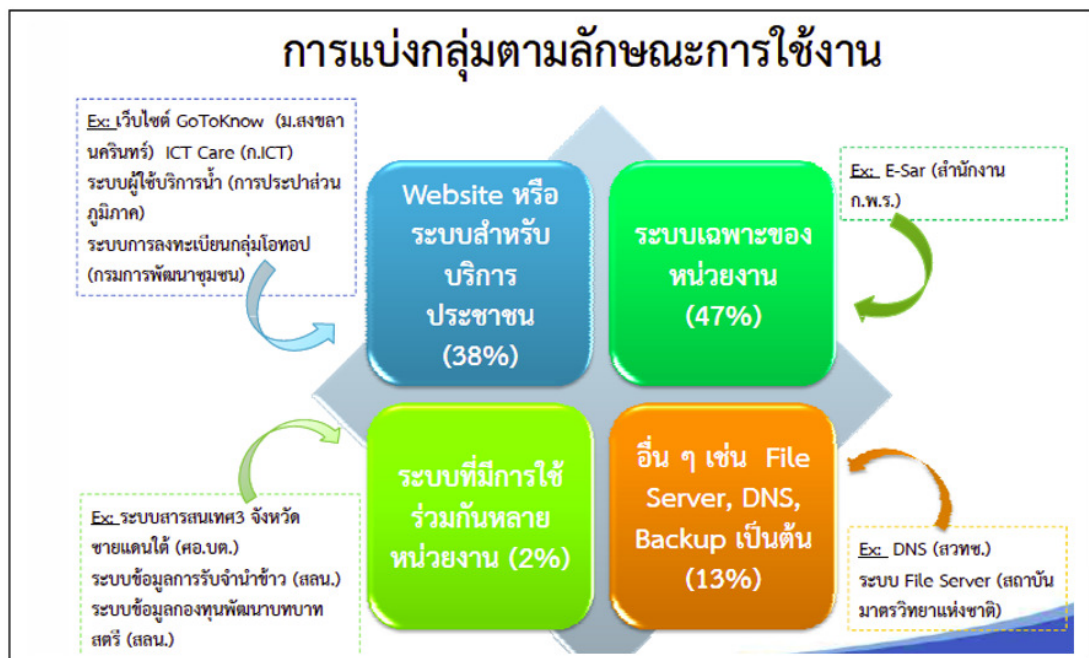 การแบ่งกลุ่มตามลักษณะการใช้งาน
Ex: เว็บไซต์ GoToKnow (ม.สงขลา
นครินทร์) ICT Care (ก.ICT)
ระบบผู้ใช้บริการน้ำ (การประปาส่วน
ภูมิภาค)
ระบบการลงทะเบียนกลุ่มโอทอป
(กรมการพัฒนาชุมชน)
Website หรือ
ระบบสำหรับ
บริการ
ประชาชน
(38%)
ระบบเฉพาะของ
หน่วยงาน
(47%)
Ex: E-Sar (สำนักงาน
ก.พ.ร.)
Ex: ระบบสารสนเทศ3 จังหวัด
ชายแดนใต้ (ศอ.บต.)
ระบบข้อมูลการรับจำนำข้าว (สลน.)
ระบบข้อมูลกองทุนพัฒนาบทบาท
สตรี (สลน.)
ระบบที่มีการใช้
ร่วมกันหลาย
หน่วยงาน (2%)
อื่น ๆ เช่น File
Server, DNS,
Backup เป็นต้น
(13%)
Ex: DNS (สวทช.)
ระบบ File Server (สถาบัน
มาตรวิทยาแห่งชาติ)